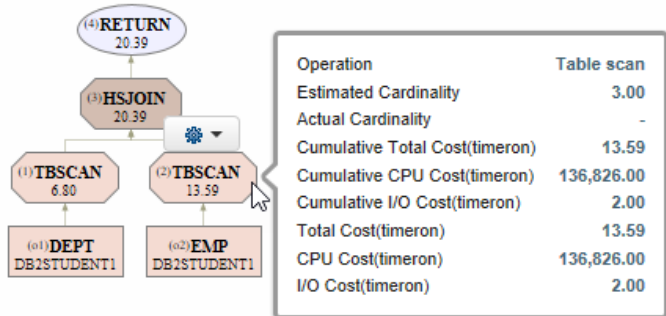 (4)RETURN
20.39
(3)HSJOIN
20.39
(1)TBSCAN
6.80
(2)TBSCAN
13.59
(o1)DEPT
DB2STUDENT1
(o2)EMP
DB2STUDENT1
Operation Table scan
Estimated Cardinality 3.00
Actual Cardinality -
Cumulative Total Cost(timeron) 13.59
Cumulative CPU Cost(timeron) 136,826.00
Cumulative I/O Cost(timeron) 2.00
Total Cost(timeron) 13.59
CPU Cost(timeron) 136,826.00
I/O Cost(timeron) 2.00